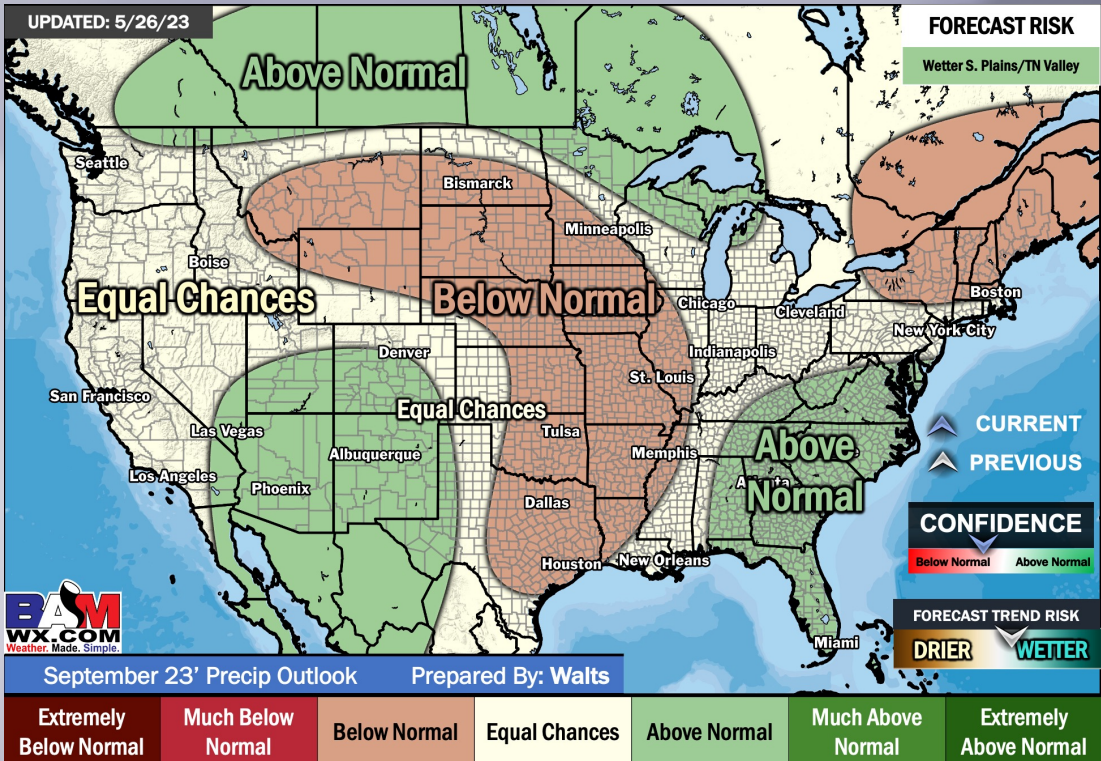 UPDATED: 5/26/23
FORECAST RISK
Wetter S. Plains/TN Valley
Above Normal
Seattle
Bismarck
Minneapolis
Boise
Equal Chances
Below Normal
Chicago
Cleveland
Boston
New York City
Denver
Indianapolis
St. Louis
San Francisco
Equal Chances
Las Vegas
Tulsa
Albuquerque
Memphis
Los Angeles
Phoenix
Dallas
Above
Atlanta
Normal
Houston
New Orleans
Miami
CURRENT
PREVIOUS
CONFIDENCE
Below Normal Above Normal
FORECAST TREND RISK
DRIER WETTER
BAM
WX.COM
Weather. Made. Simple.
September 23' Precip Outlook Prepared By: Walts
Extremely
Below Normal
Much Below
Normal
Below Normal
Equal Chances
Above Normal
Much Above
Normal
Extremely
Above Normal